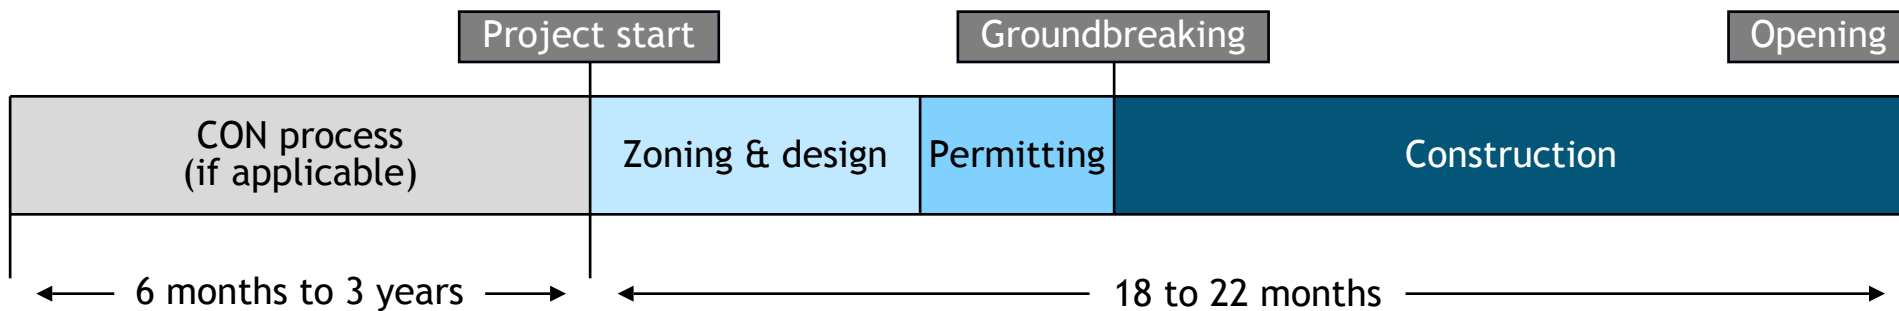 Project start
Groundbreaking
Opening
CON process
(if applicable)
Zoning & design
Permitting
Construction
6 months to 3 years
18 to 22 months